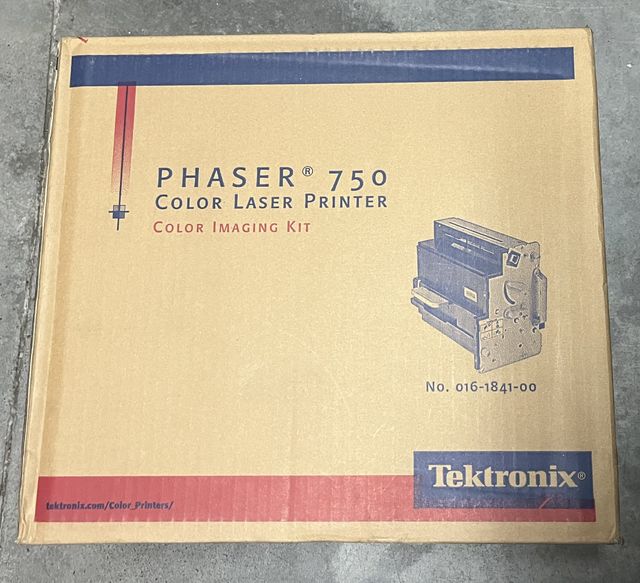 PHASER® 750
COLOR LASER PRINTER
COLOR IMAGING KIT
No. 016-1841-00
Tektronix®
tektronix.com/Color_Printers/